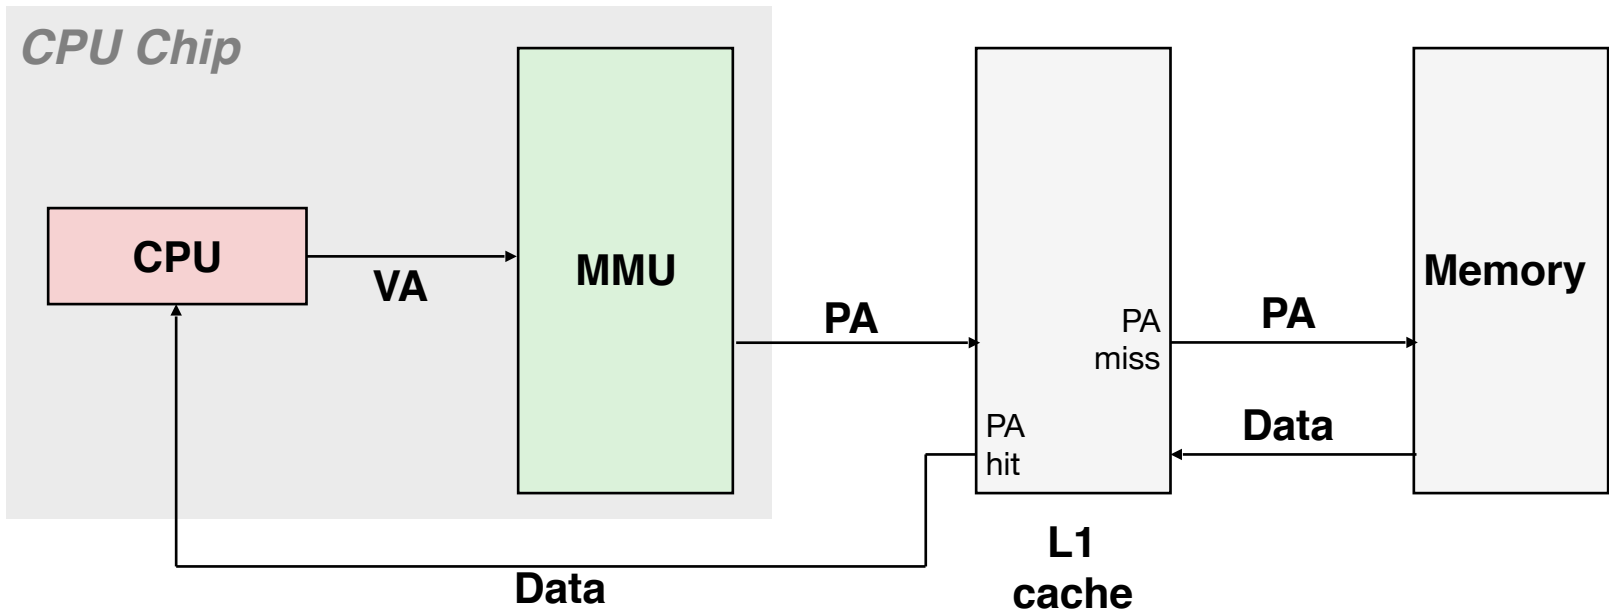 CPU Chip
CPU
VA
MMU
PA
PA
miss
PA
hit
PA
Data
Memory
L1
cache
Data